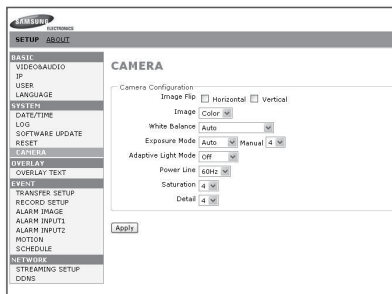 SAMSUNG
ELECTRONICS
SETUP ABOUT
BASIC
VIDEO&AUDIO
IP
USER
LANGUAGE
SYSTEM
DATE/TIME
LOG
SOFTWARE UPDATE
RESET
CAMERA
OVERLAY
OVERLAY TEXT
EVENT
TRANSFER SETUP
RECORD SETUP
ALARM IMAGE
ALARM INPUT1
ALARM INPUT2
MOTION
SCHEDULE
NETWORK
STREAMING SETUP
DDNS
CAMERA
Camera Configuration
Image Flip Horizontal Vertical
Image Color
White Balance Auto
Exposure Mode Auto Manual 4
Adaptive Light Mode Off
Power Line 60Hz
Saturation 4
Detail 4
Apply